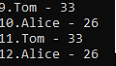 9.Tom - 33
10.Alice - 26
11.Tom - 33
12.Alice - 26